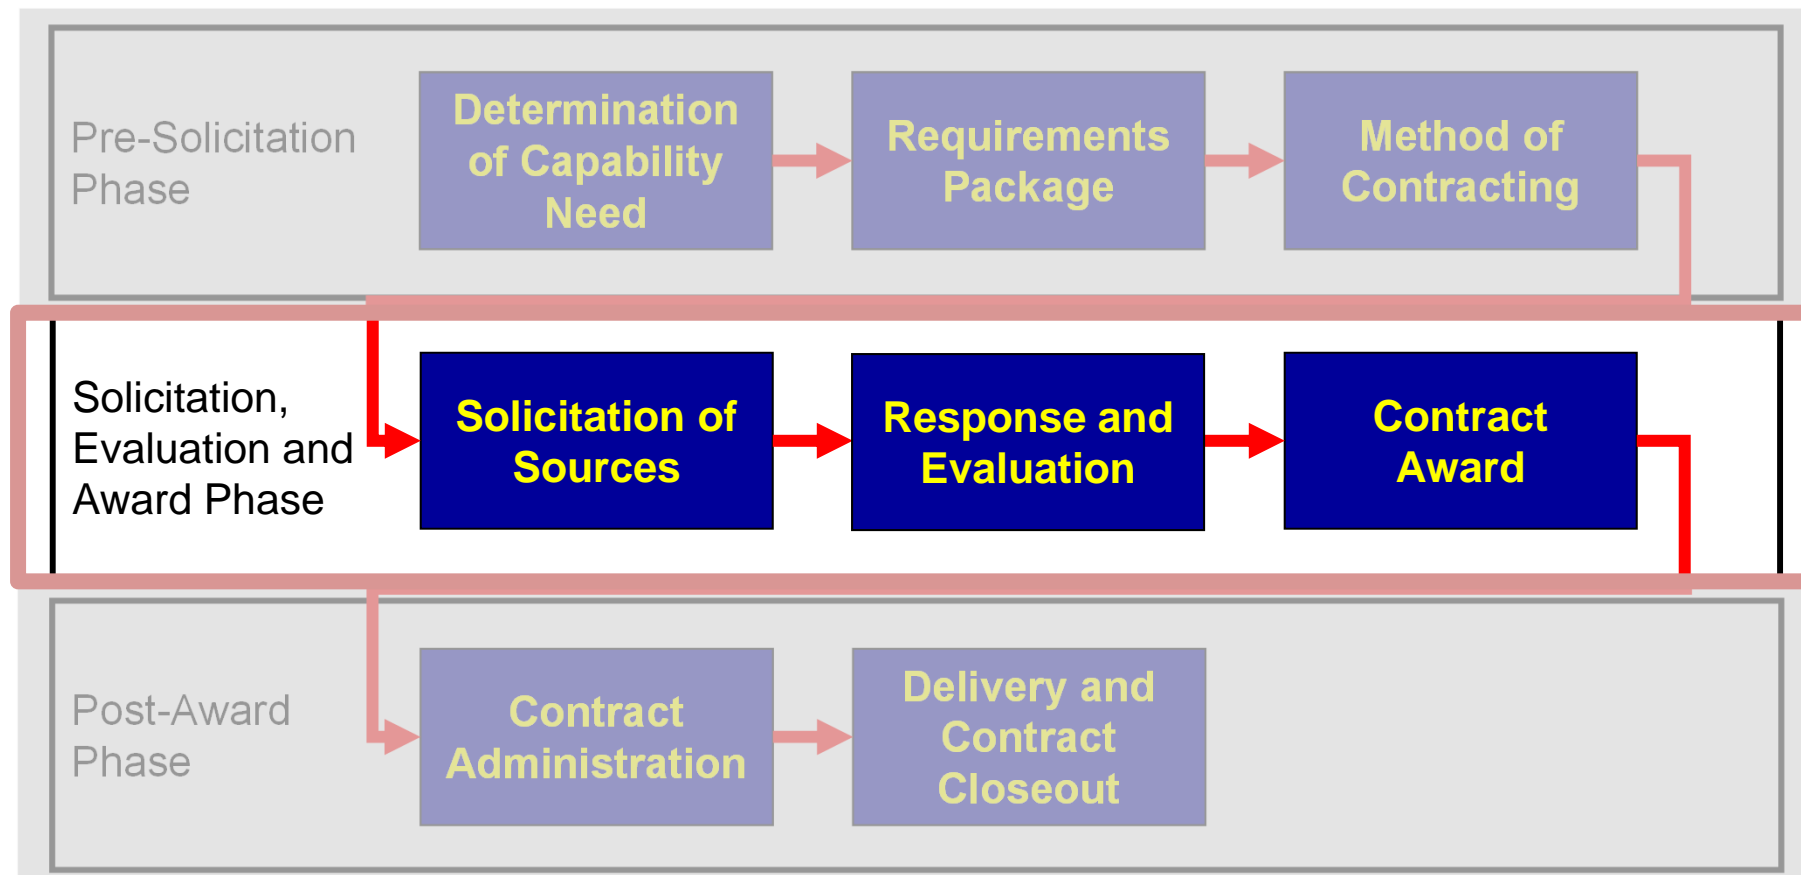 Pre-Solicitation
Phase
Determination
of Capability
Need
Requirements
Package
Method of
Contracting
Solicitation,
Evaluation and
Award Phase
Solicitation of
Sources
Response and
Evaluation
Contract
Award
Post-Award
Phase
Contract
Administration
Delivery and
Contract
Closeout